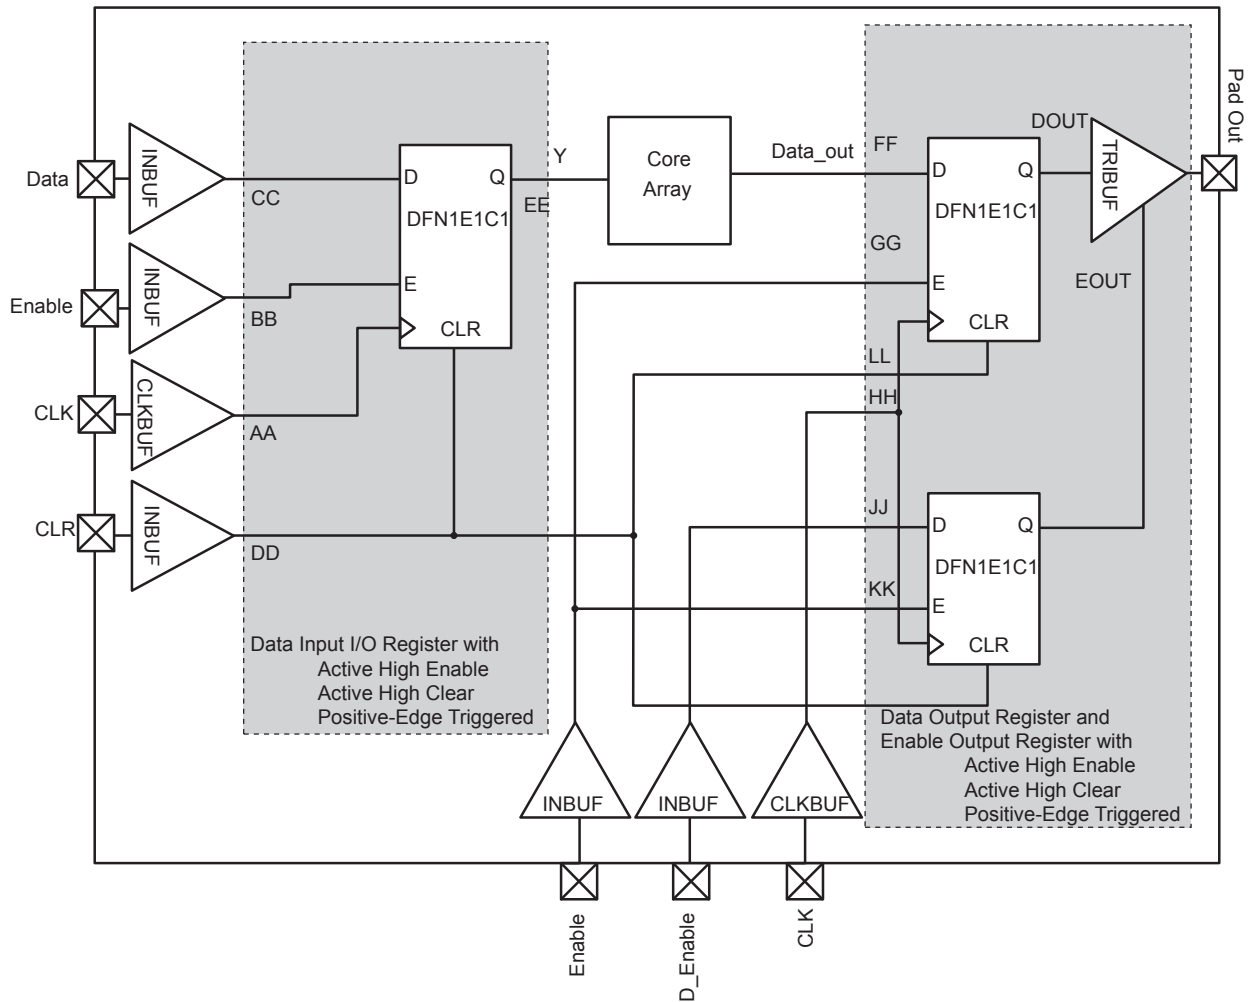 Data
INBUF
CC
D
Q
DFN1E1C1
E
CLR
Y
EE
Core
Array
Data_out
FF
D
Q
DFN1E1C1
GG
E
CLR
DOUT
TRIBUF
Pad Out
EOUT
Enable
INBUF
BB
CLK
CLKBUF
AA
CLR
INBUF
DD
LL
HH
JJ
D
Q
DFN1E1C1
KK
E
CLR
Data Input I/O Register with
Active High Enable
Active High Clear
Positive-Edge Triggered
Data Output Register and
Enable Output Register with
Active High Enable
Active High Clear
Positive-Edge Triggered
INBUF
INBUF
CLKBUF
Enable
D_Enable
CLK